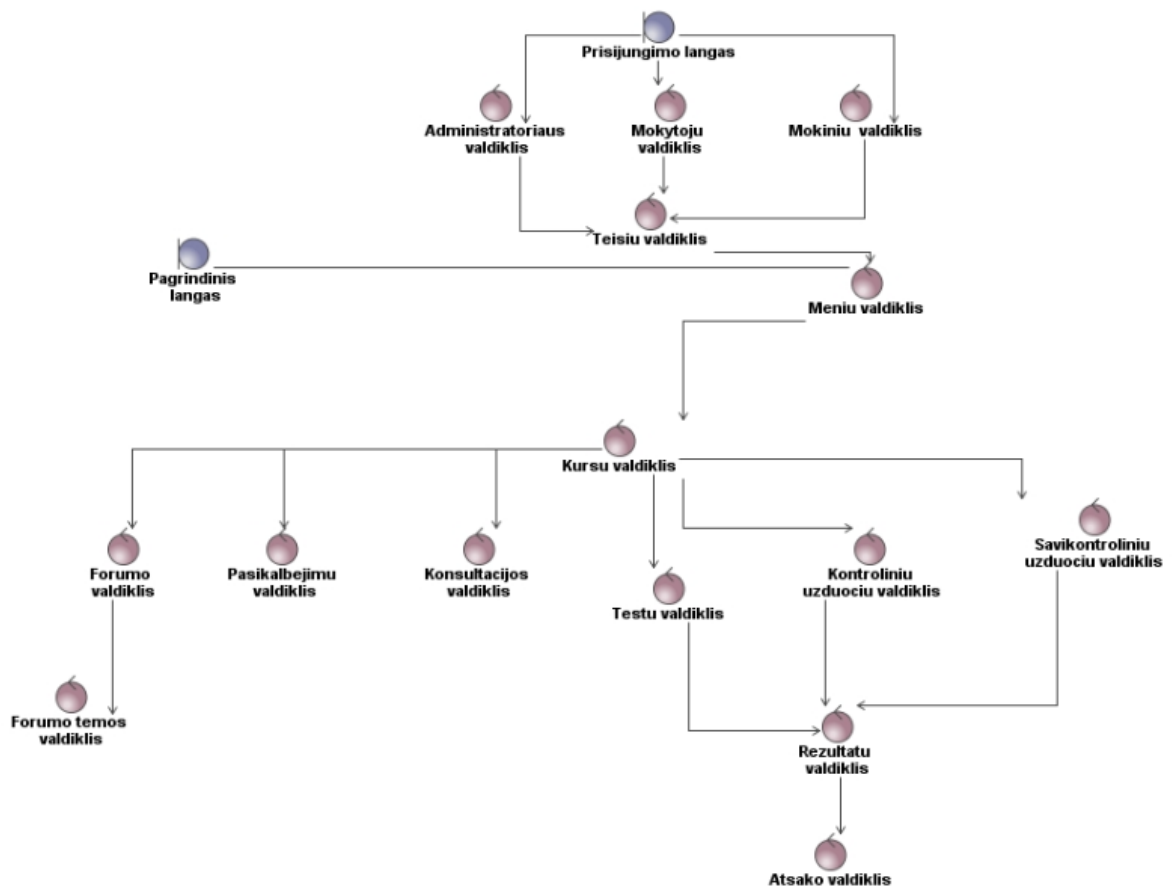 Prisijungimo langas
Administratoriaus
valdiklis
Mokytoju
valdiklis
Mokiniu valdiklis
Teisiu valdiklis
Pagrindinis
langas
Meniu valdiklis
Kursu valdiklis
Forumo
valdiklis
Pasikalbejimu
valdiklis
Konsultacijos
valdiklis
Testu valdiklis
Kontroliniu
uzduociu valdiklis
Savikontroliniu
uzduociu valdiklis
Forumo temos
valdiklis
Rezultatu
valdiklis
Atsako valdiklis